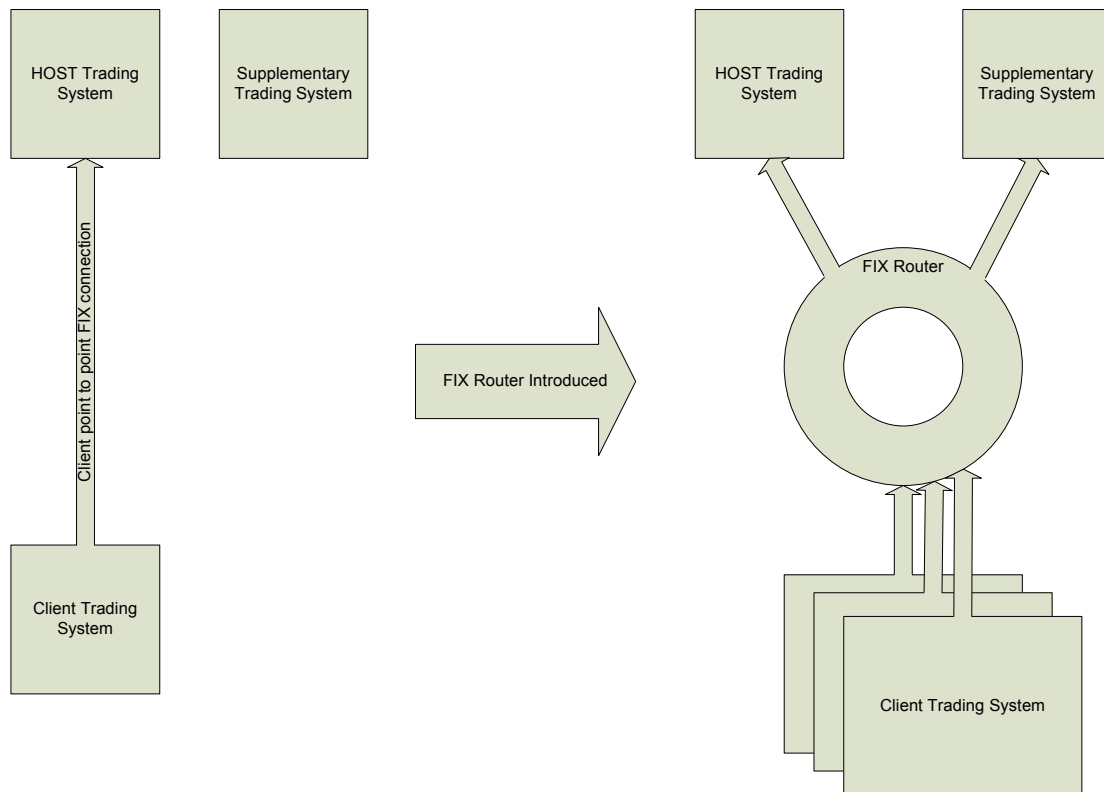 HOST Trading
System
Supplementary
Trading System
Client point to point FIX connection
Client Trading
System
FIX Router Introduced
HOST Trading
System
Supplementary
Trading System
FIX Router
Client Trading System